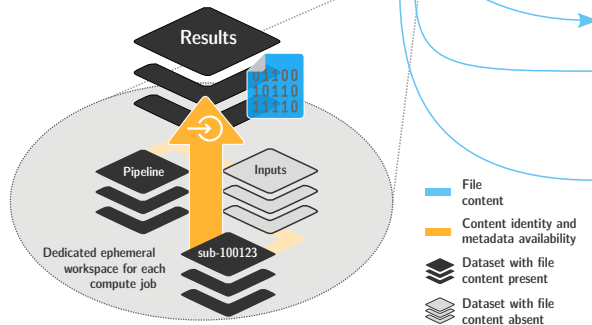 Results
01100
10110
11110
Pipeline
Inputs
Dedicated ephemeral
workspace for each
compute job
sub-100123
File
content
Content identity and
metadata availability
Dataset with file
content present
Dataset with file
content absent